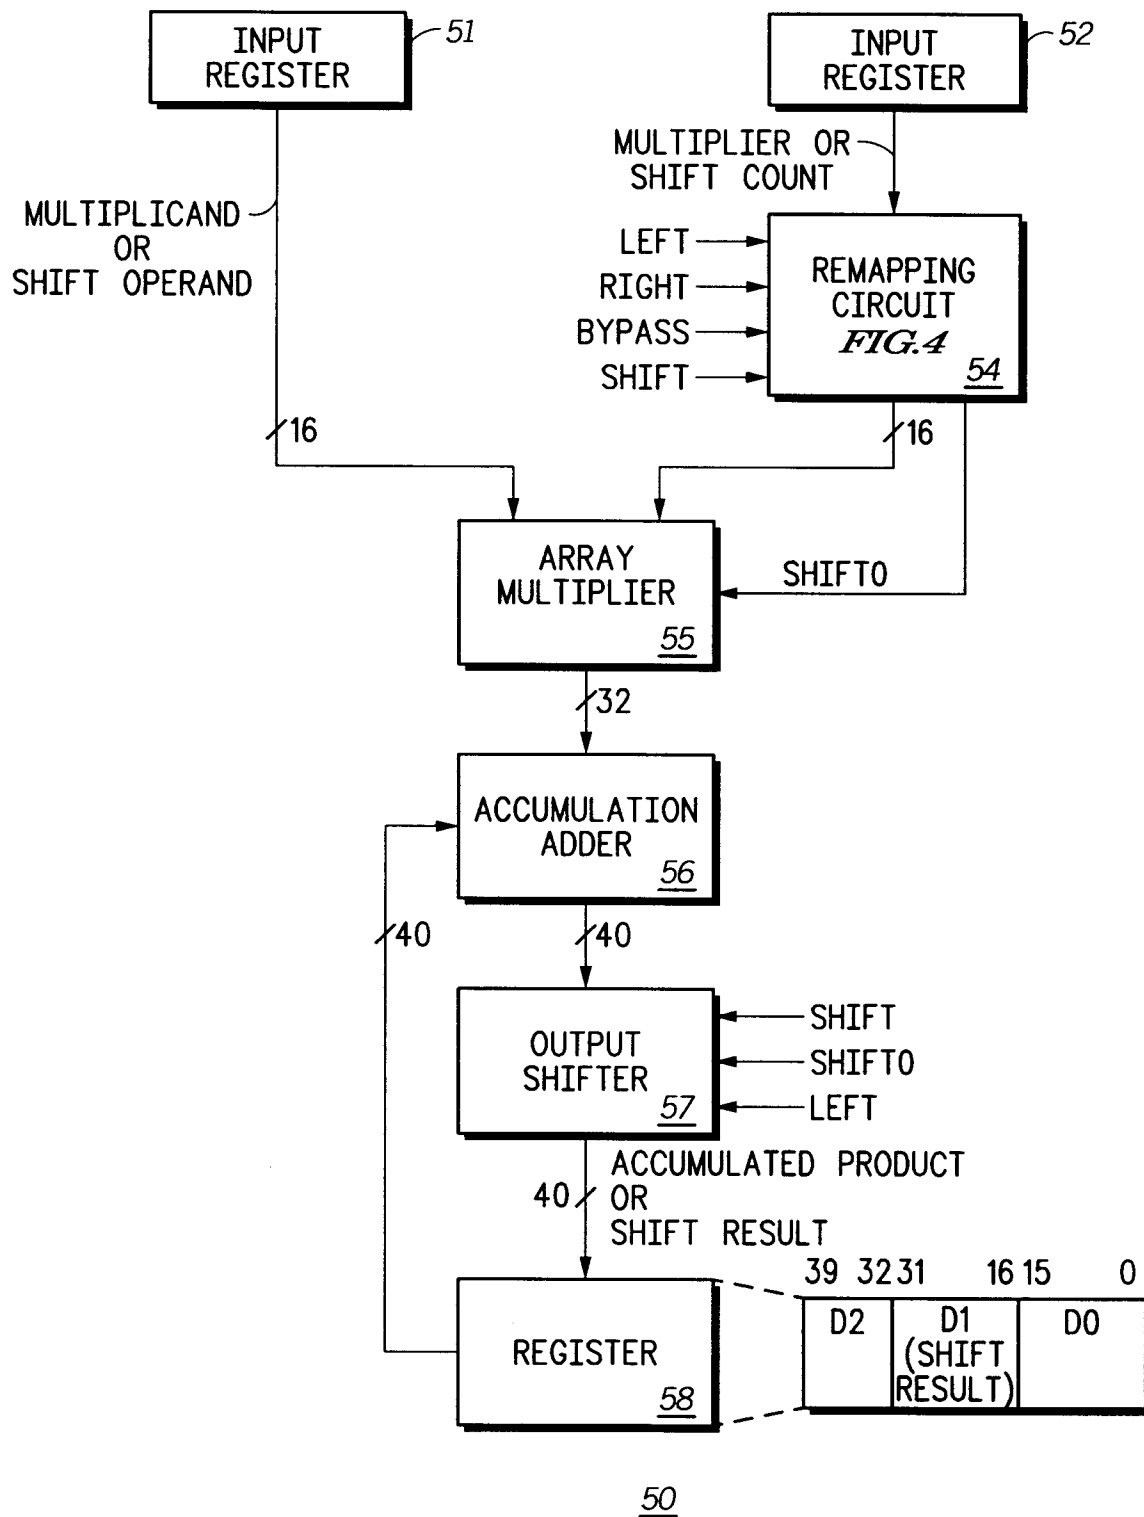 INPUT
REGISTER
51
INPUT
REGISTER
52
MULTIPLIER OR
SHIFT COUNT
MULTIPLICAND
OR
SHIFT OPERAND
LEFT
RIGHT
BYPASS
SHIFT
REMAPPING
CIRCUIT
FIG.4
54
16
16
ARRAY
MULTIPLIER
55
SHIFT0
32
ACCUMULATION
ADDER
56
40
40
OUTPUT
SHIFTER
57
SHIFT
SHIFT0
LEFT
40
ACCUMULATED PRODUCT
OR
SHIFT RESULT
REGISTER
58
39 32 31 16 15 0
D2
D1
(SHIFT
RESULT)
D0
50